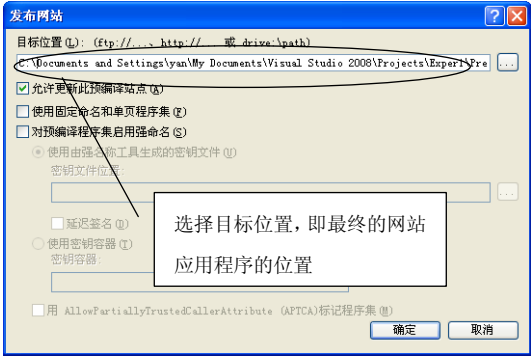 发布网站
目标位置(L): (ftp://...、http://... 或 drive:\path)
C:\Documents and Settings\yan\My Documents\Visual Studio 2008\Projects\Exper1\Pre
...
允许更新此预编译站点(A)
使用固定命名和单页程序集(F)
对预编译程序集启用强命名(S)
使用由强名称工具生成的密钥文件(U)
密钥文件位置:
...
延迟签名(D)
使用密钥容器(T)
密钥容器:
选择目标位置，即最终的网站
应用程序的位置
用 AllowPartiallyTrustedCallerAttribute (APTCA)标记程序集(M)
确定
取消